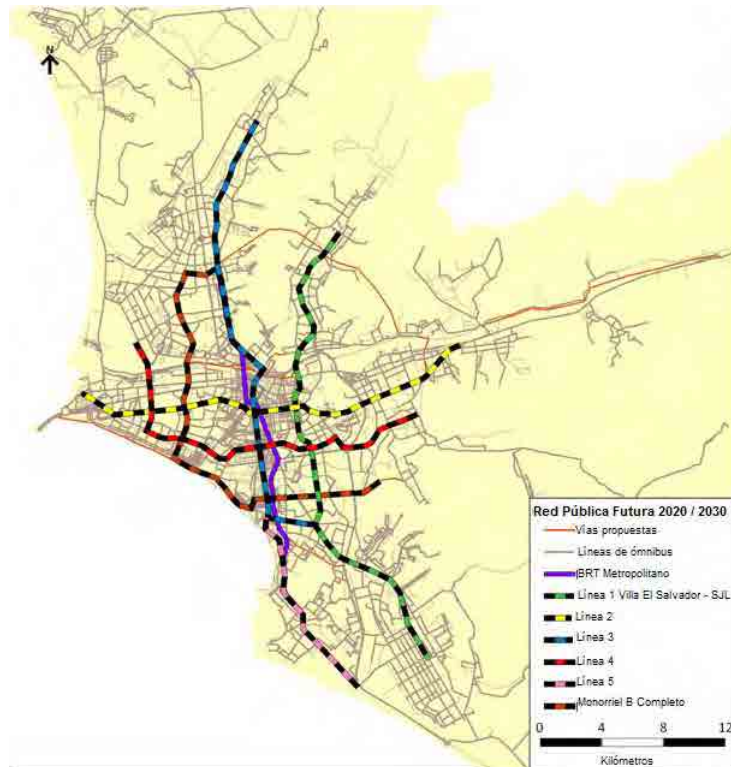 N
Red Pública Futura 2020 / 2030
Vías propuestas
Líneas de ómnibus
BRT Metropolitano
Línea 1 Villa El Salvador - SJL
Línea 2
Línea 3
Línea 4
Línea 5
Monorriel B Completo
0 4 8 12
Kilómetros